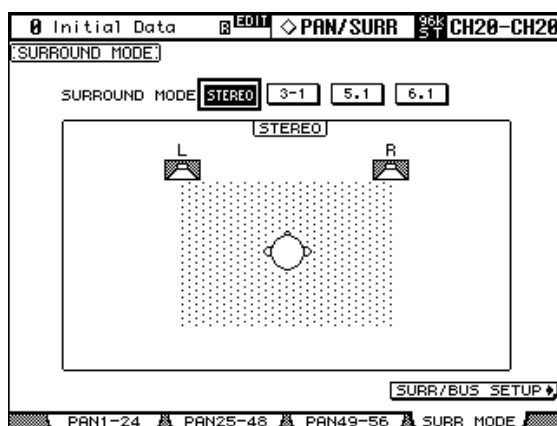 0 Initial Data R EDIT ◇PAN/SURR 96K ST CH20-CH20
SURROUND MODE
SURROUND MODE STEREO 3-1 5.1 6.1
STEREO
L R
SURR/BUS SETUP
PAN1-24 PAN25-48 PAN49-56 SURR MODE